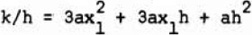 k/h = 3ax₁² + 3ax₁h + ah²